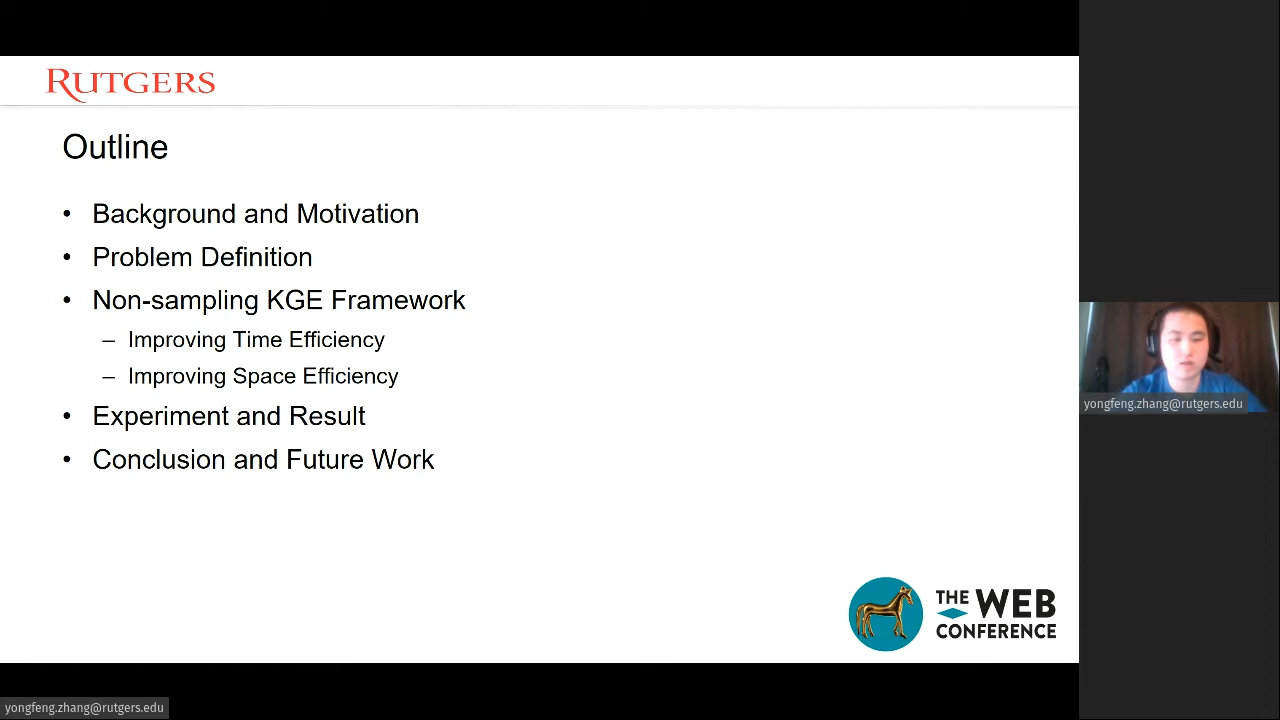 RUTGERS
Outline
• Background and Motivation
• Problem Definition
• Non-sampling KGE Framework
– Improving Time Efficiency
– Improving Space Efficiency
• Experiment and Result
• Conclusion and Future Work
THE WEB
CONFERENCE
yongfeng.zhang@rutgers.edu
yongfeng.zhang@rutgers.edu